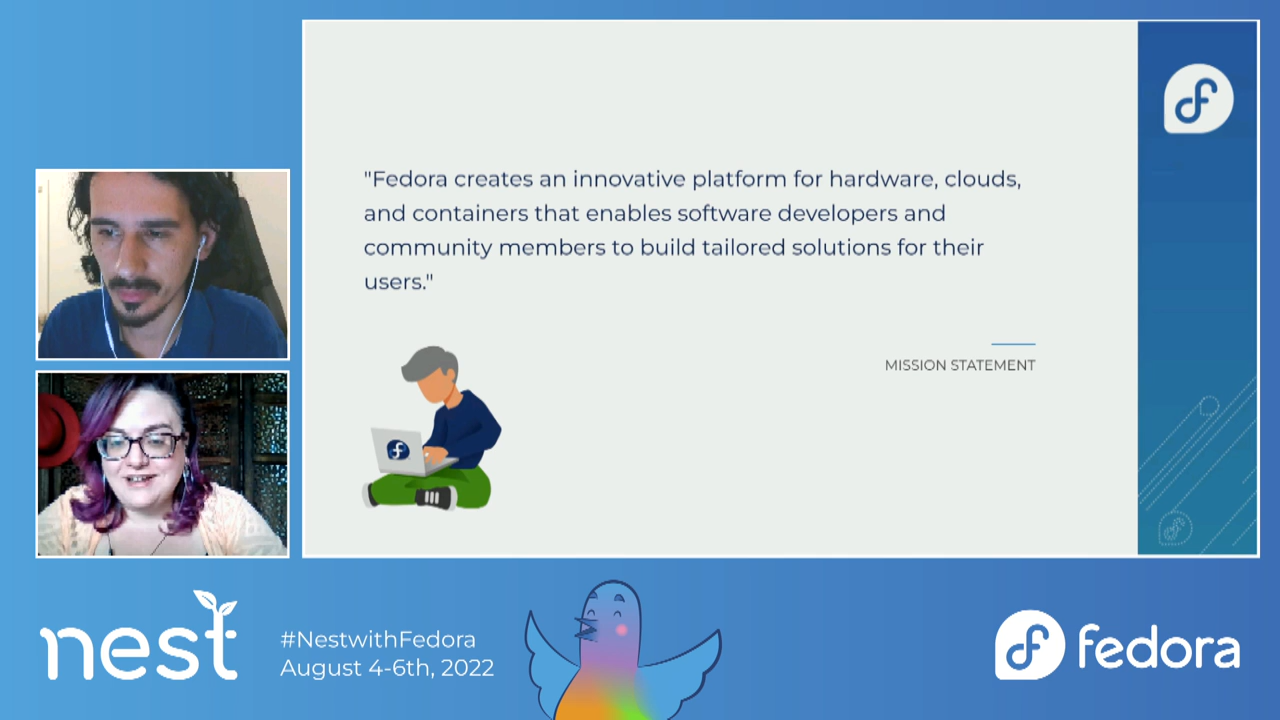 "Fedora creates an innovative platform for hardware, clouds,
and containers that enables software developers and
community members to build tailored solutions for their
users."
MISSION STATEMENT
nest
#NestwithFedora
August 4-6th, 2022
fedora